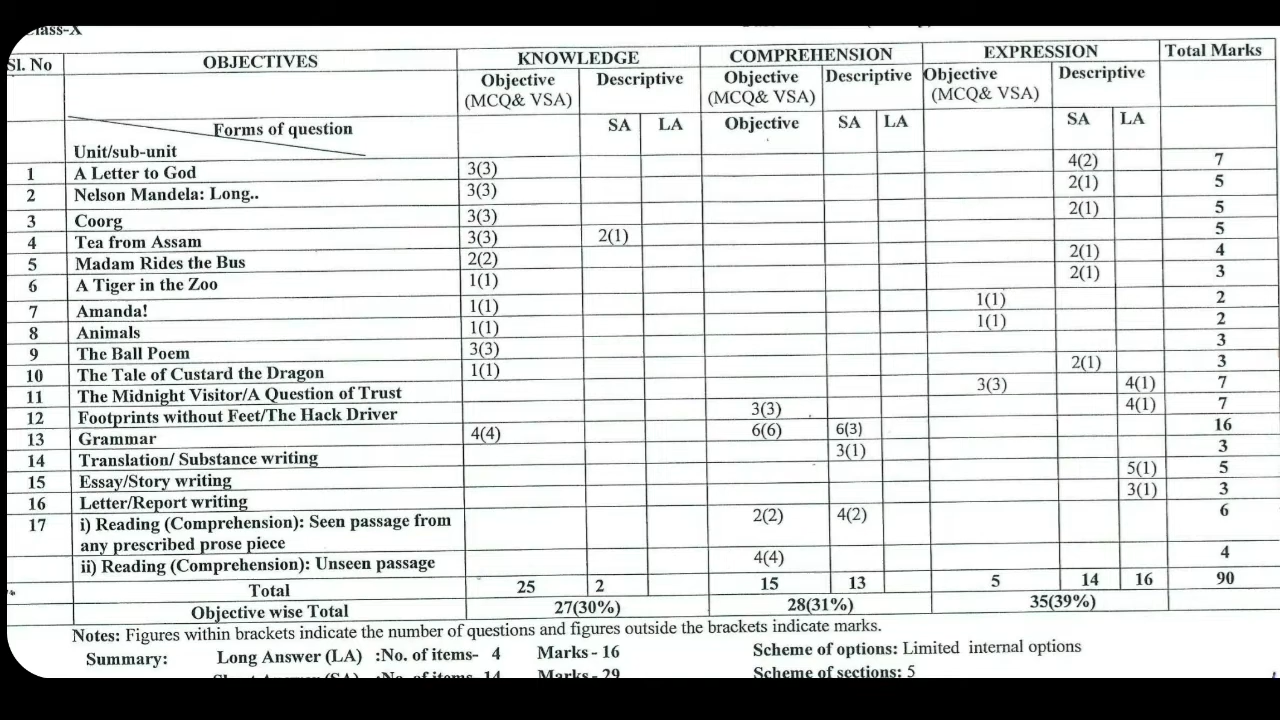 Class-X
Sl. No OBJECTIVES KNOWLEDGE COMPREHENSION EXPRESSION Total Marks
Objective Descriptive Objective Descriptive Objective Descriptive
(MCQ& VSA) (MCQ& VSA) (MCQ& VSA)
Forms of question SA LA Objective SA LA SA LA
Unit/sub-unit
1 A Letter to God 3(3) 4(2) 7
2 Nelson Mandela: Long.. 3(3) 2(1) 5
3 Coorg 3(3) 2(1) 5
4 Tea from Assam 3(3) 2(1) 5
5 Madam Rides the Bus 2(2) 2(1) 4
6 A Tiger in the Zoo 1(1) 2(1) 3
7 Amanda! 1(1) 1(1) 2
8 Animals 1(1) 1(1) 2
9 The Ball Poem 3(3) 3
10 The Tale of Custard the Dragon 1(1) 2(1) 3
11 The Midnight Visitor/A Question of Trust 3(3) 4(1) 7
12 Footprints without Feet/The Hack Driver 3(3) 4(1) 7
13 Grammar 4(4) 6(6) 6(3) 16
14 Translation/ Substance writing 3(1) 3
15 Essay/Story writing 5(1) 5
16 Letter/Report writing 3(1) 3
17 i) Reading (Comprehension): Seen passage from 2(2) 4(2) 6
any prescribed prose piece
ii) Reading (Comprehension): Unseen passage 4(4) 4
Total 25 2 15 13 5 14 16 90
Objective wise Total 27(30%) 28(31%) 35(39%)
Notes: Figures within brackets indicate the number of questions and figures outside the brackets indicate marks.
Summary: Long Answer (LA) :No. of items- 4 Marks - 16 Scheme of options: Limited internal options
Short Answer (SA) :No. of items- 14 Marks - 29 Scheme of sections: 5